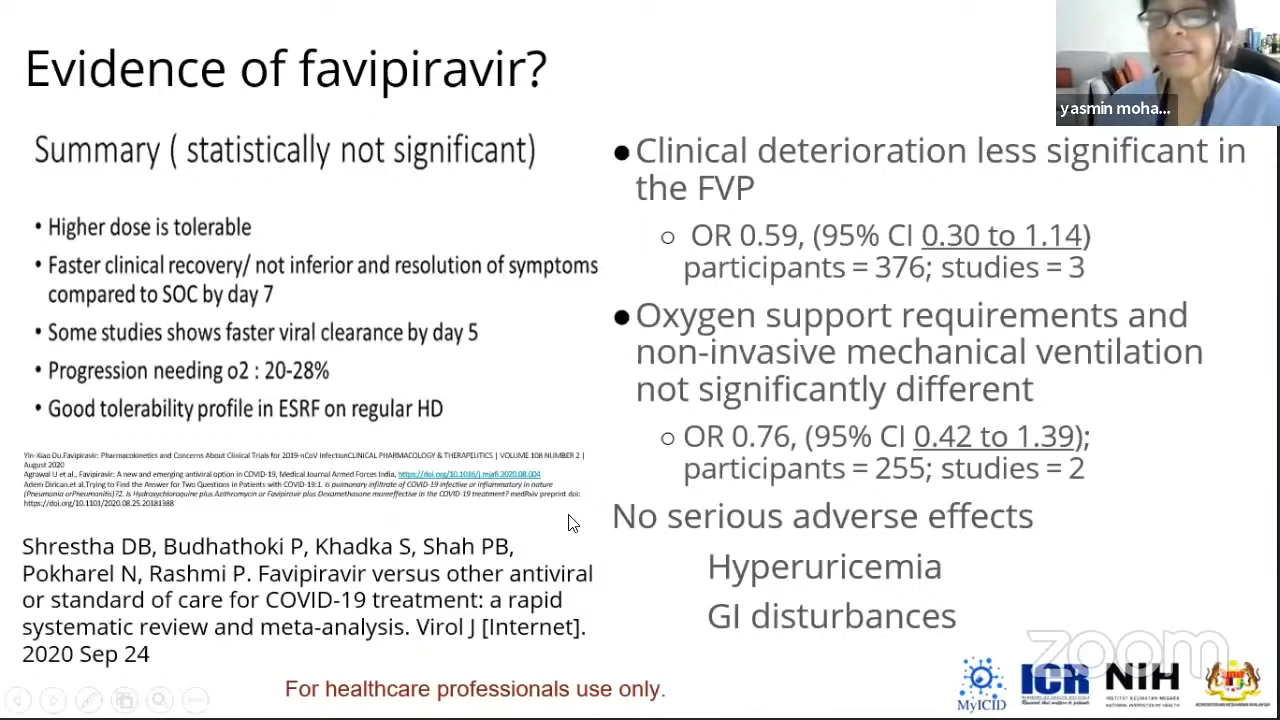 Evidence of favipiravir?
yasmin moha...
Summary ( statistically not significant)
• Higher dose is tolerable
• Faster clinical recovery/ not inferior and resolution of symptoms
compared to SOC by day 7
• Some studies shows faster viral clearance by day 5
• Progression needing o2 : 20-28%
• Good tolerability profile in ESRF on regular HD
Yin-Xiao Du.Favipiravir: Pharmacokinetics and Concerns About Clinical Trials for 2019-nCoV InfectionCLINICAL PHARMACOLOGY & THERAPEUTICS | VOLUME 108 NUMBER 2 |
August 2020
Agrawal U et al., Favipiravir: A new and emerging antiviral option in COVID-19, Medical Journal Armed Forces India, https://doi.org/10.1016/j.mjafi.2020.08.004
Adem Dirican.et al.Trying to Find the Answer for Two Questions in Patients with COVID-19:1. Is pulmonary infiltrate of COVID-19 infective or inflammatory in nature
(Pneumonia orPneumonitis)?2. Is Hydroxychloroquine plus Azithromycin or Favipiravir plus Dexamethasone moreeffective in the COVID-19 treatment? medRxiv preprint doi:
https://doi.org/10.1101/2020.08.25.20181388
Shrestha DB, Budhathoki P, Khadka S, Shah PB,
Pokharel N, Rashmi P. Favipiravir versus other antiviral
or standard of care for COVID-19 treatment: a rapid
systematic review and meta-analysis. Virol J [Internet].
2020 Sep 24
● Clinical deterioration less significant in
the FVP
○ OR 0.59, (95% CI 0.30 to 1.14)
participants = 376; studies = 3
● Oxygen support requirements and
non-invasive mechanical ventilation
not significantly different
○ OR 0.76, (95% CI 0.42 to 1.39);
participants = 255; studies = 2
No serious adverse effects
Hyperuricemia
GI disturbances
For healthcare professionals use only.
zoom
MyICID
ICR
NIH